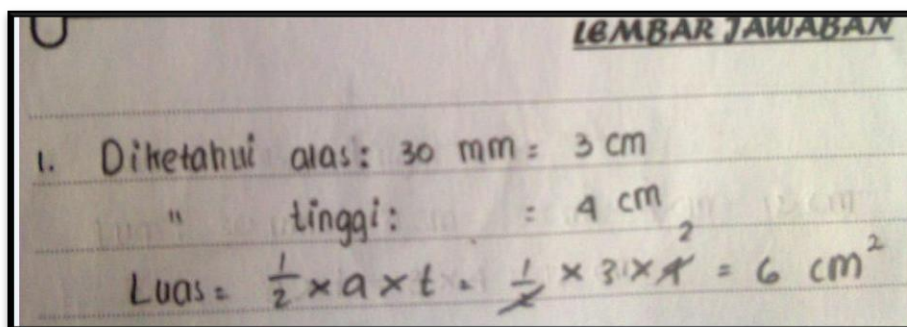 LEMBAR JAWABAN
1. Diketahui alas: 30 mm = 3 cm
" tinggi: = 4 cm
Luas = 1/2 × a × t = 1/2 × 3 × 4 2 = 6 cm²